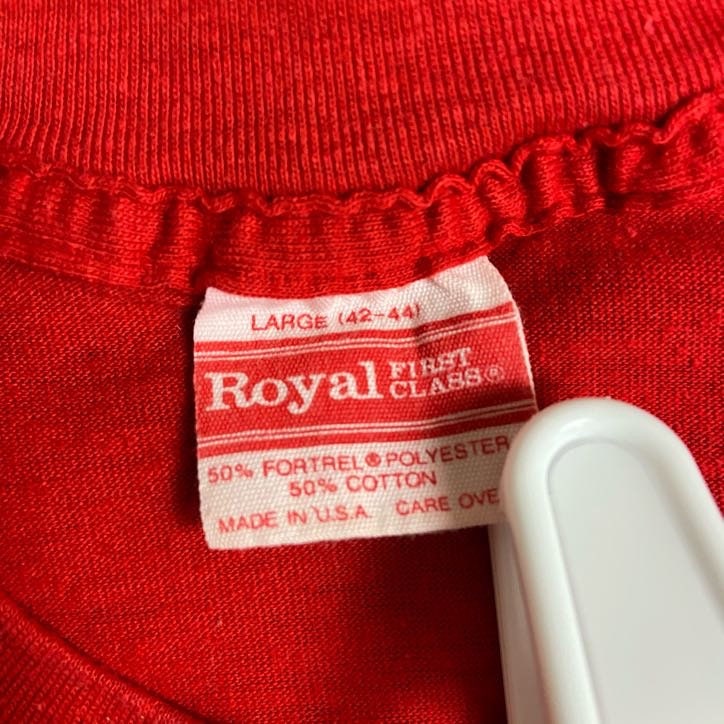 LARGE (42-44)
Royal FIRST CLASS®
50% FORTREL® POLYESTER
50% COTTON
MADE IN U.S.A. CARE OVE